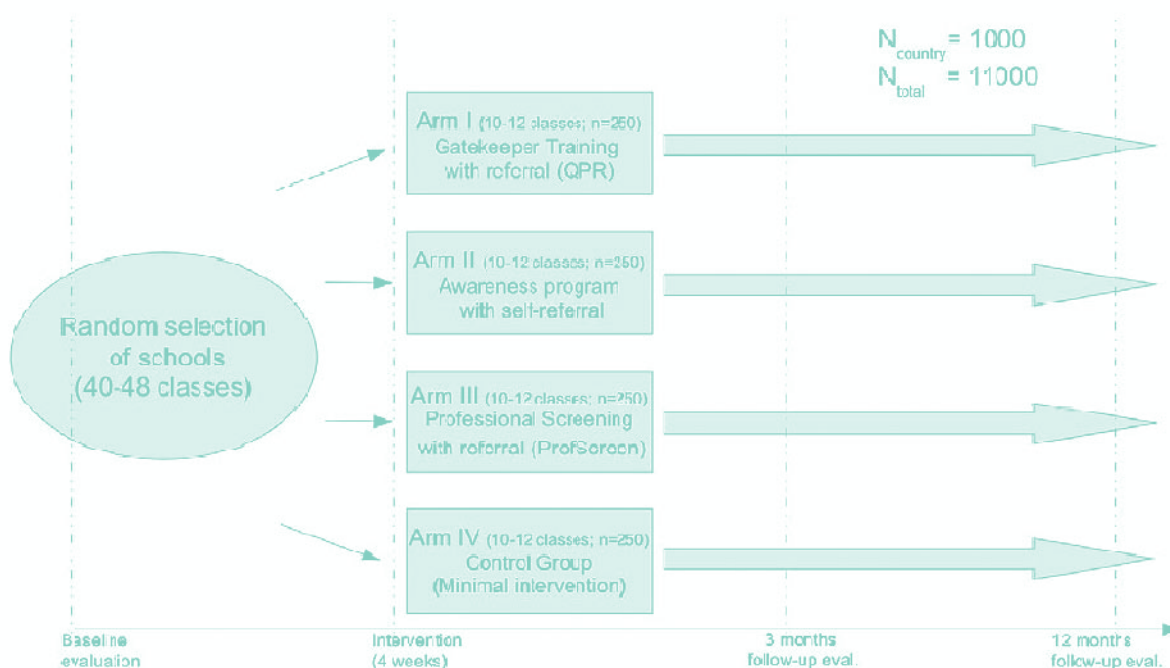 N country = 1000
N total = 11000
Arm I (10-12 classes; n=250)
Gatekeeper Training
with referral (QPR)
Arm II (10-12 classes; n=250)
Awareness program
with self-referral
Random selection
of schools
(40-48 classes)
Arm III (10-12 classes; n=250)
Professional Screening
with referral (ProfScreen)
Arm IV (10-12 classes; n=250)
Control Group
(Minimal intervention)
Baseline
evaluation
Intervention
(4 weeks)
3 months
follow-up eval.
12 months
follow-up eval.